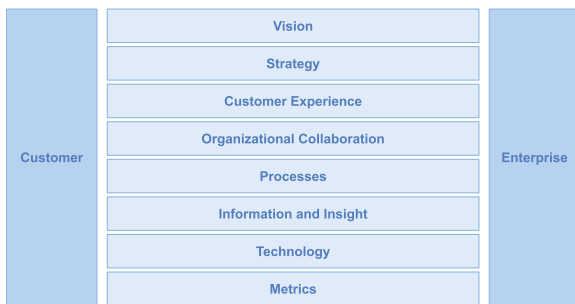 Customer
Vision
Strategy
Customer Experience
Organizational Collaboration
Processes
Information and Insight
Technology
Metrics
Enterprise